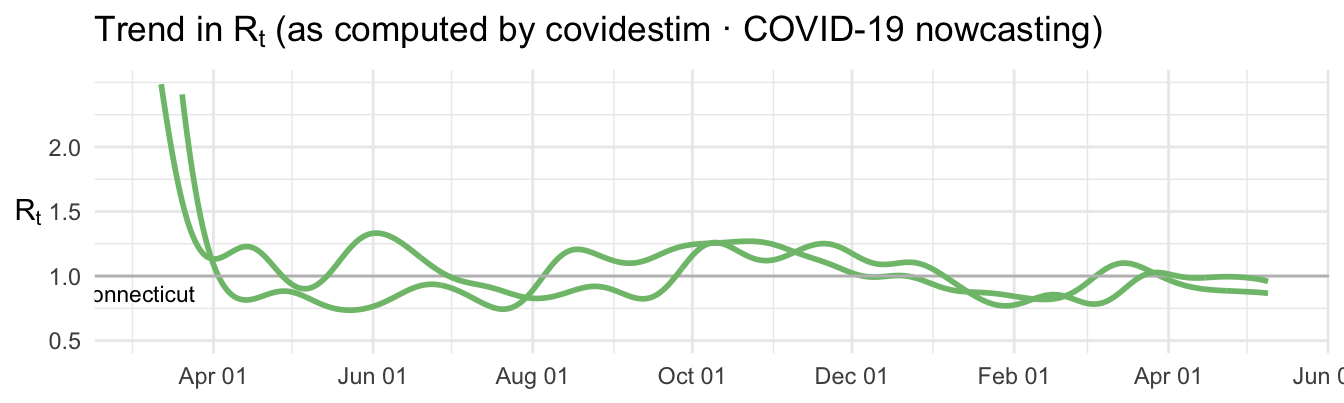 Trend in Rt (as computed by covidestim · COVID-19 nowcasting)
2.0
Rt 1.5
1.0
onnecticut
0.5
Apr 01 Jun 01 Aug 01 Oct 01 Dec 01 Feb 01 Apr 01 Jun